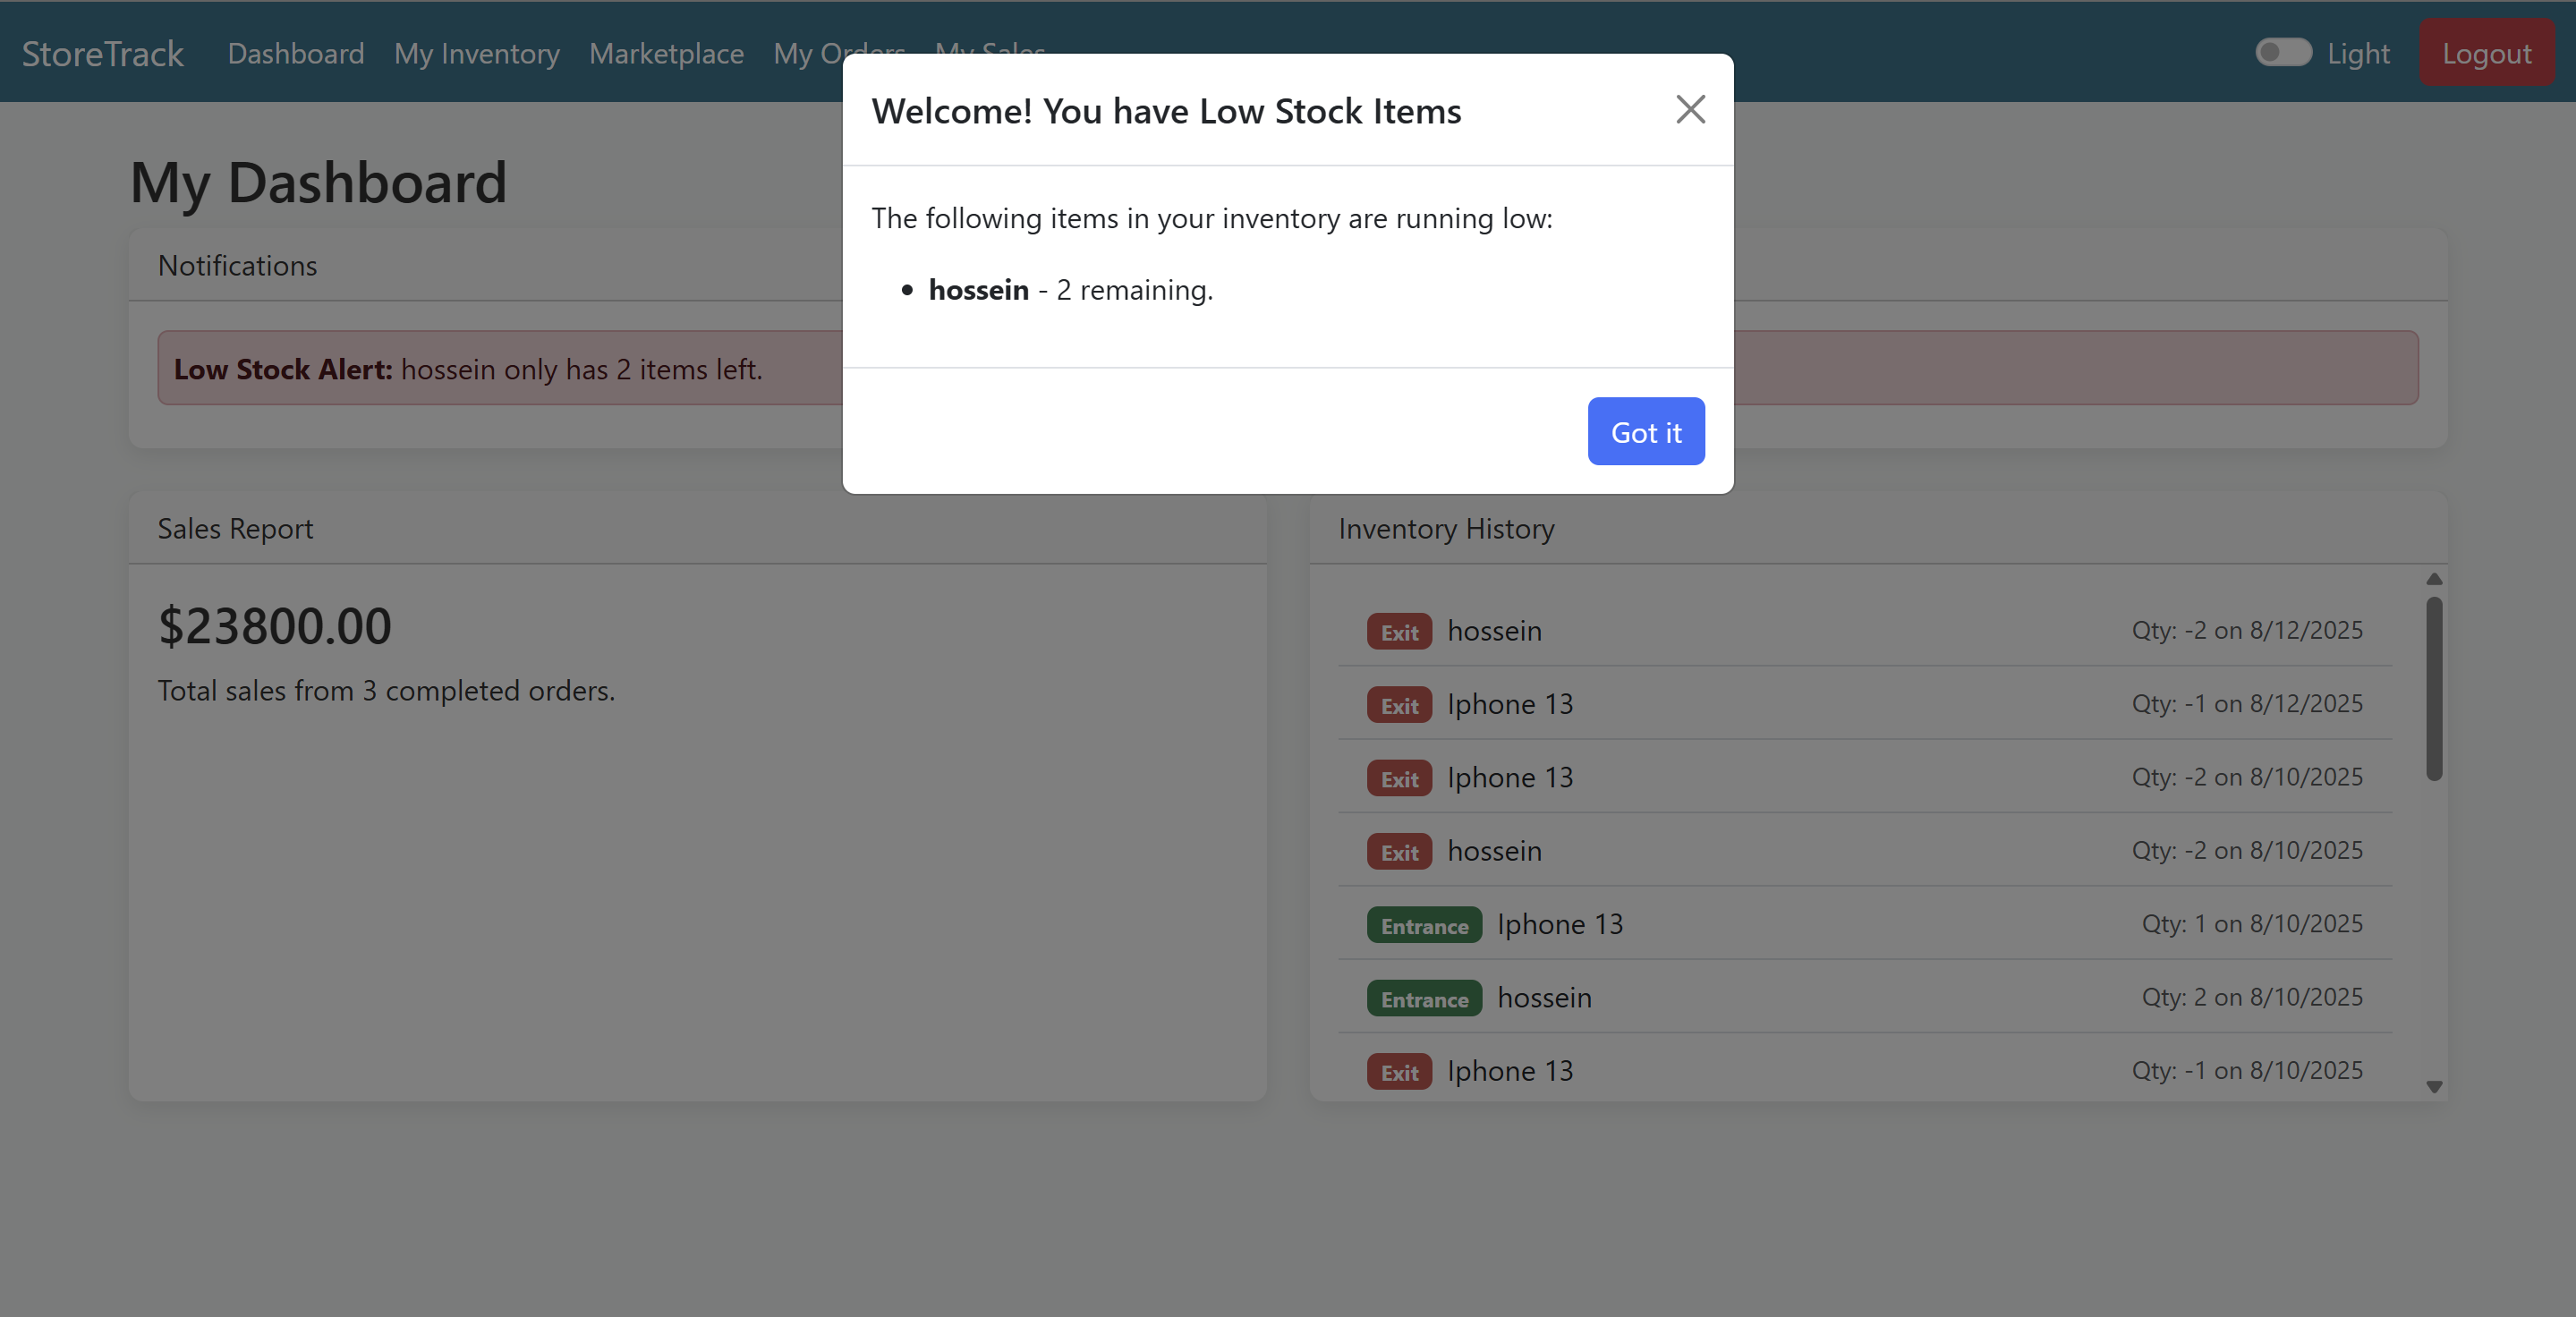 StoreTrack Dashboard My Inventory Marketplace My Orders My Sales Light Logout
Welcome! You have Low Stock Items
The following items in your inventory are running low:
• hossein - 2 remaining.
Got it
My Dashboard
Notifications
Low Stock Alert: hossein only has 2 items left.
Sales Report
$23800.00
Total sales from 3 completed orders.
Inventory History
Exit hossein Qty: -2 on 8/12/2025
Exit Iphone 13 Qty: -1 on 8/12/2025
Exit Iphone 13 Qty: -2 on 8/10/2025
Exit hossein Qty: -2 on 8/10/2025
Entrance Iphone 13 Qty: 1 on 8/10/2025
Entrance hossein Qty: 2 on 8/10/2025
Exit Iphone 13 Qty: -1 on 8/10/2025